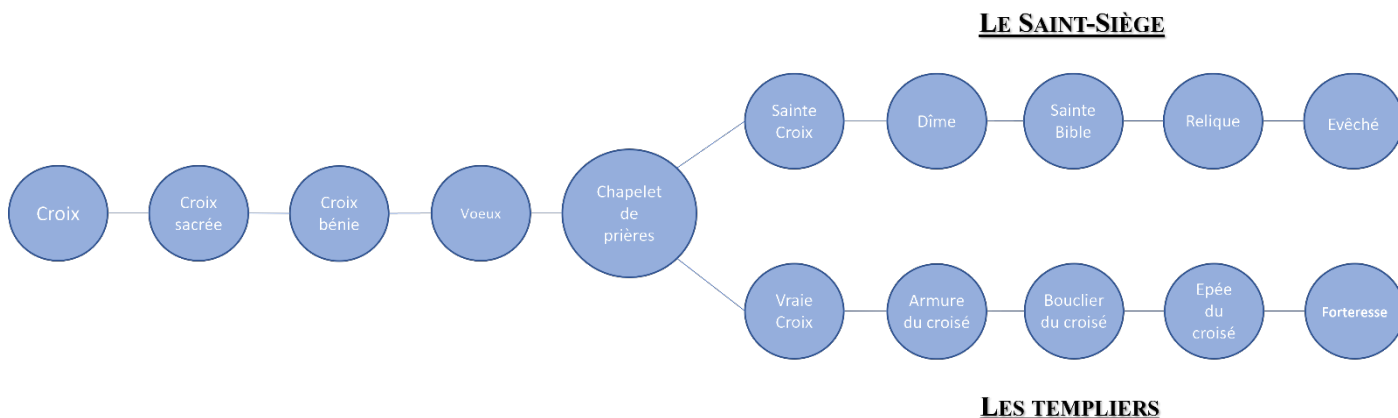 LE SAINT-SIÈGE
Croix
Croix
sacrée
Croix
bénie
Voeux
Chapelet
de
prières
Sainte
Croix
Dîme
Sainte
Bible
Relique
Evêché
Vraie
Croix
Armure
du croisé
Bouclier
du croisé
Epée
du
croisé
Forteresse
LES TEMPLIERS